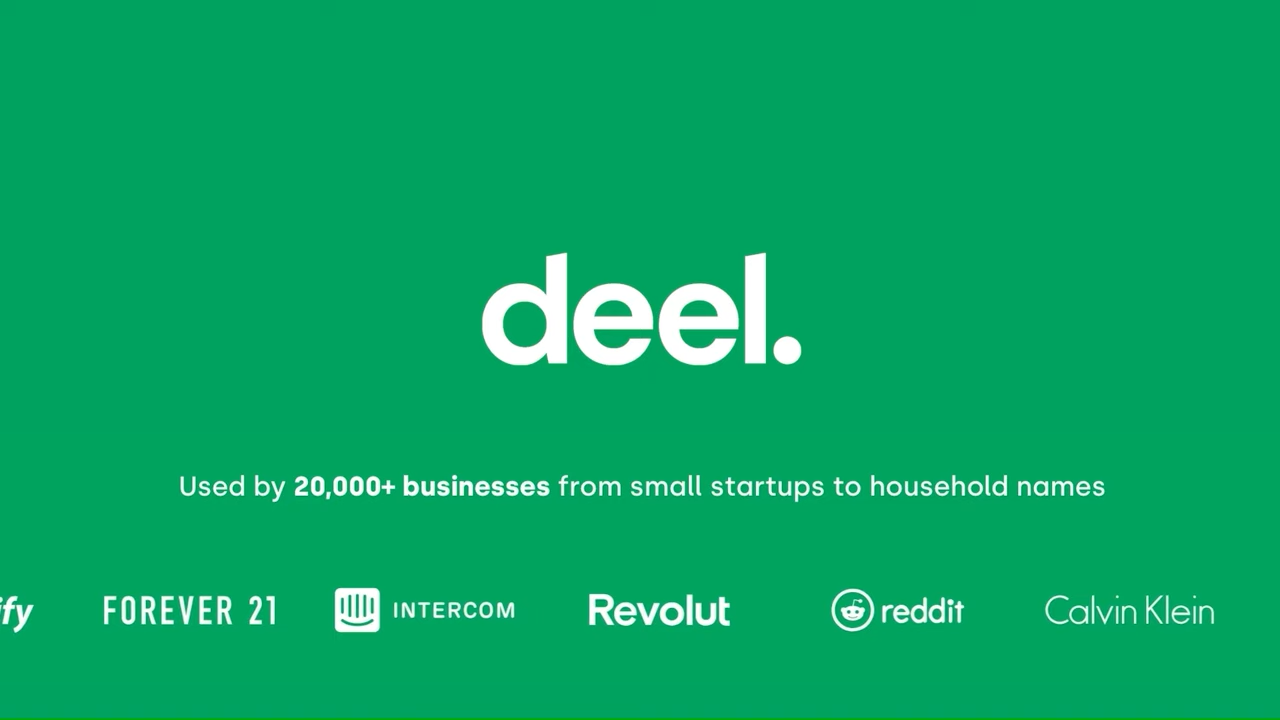 deel.
Used by 20,000+ businesses from small startups to household names
ify FOREVER 21 INTERCOM Revolut reddit Calvin Klein